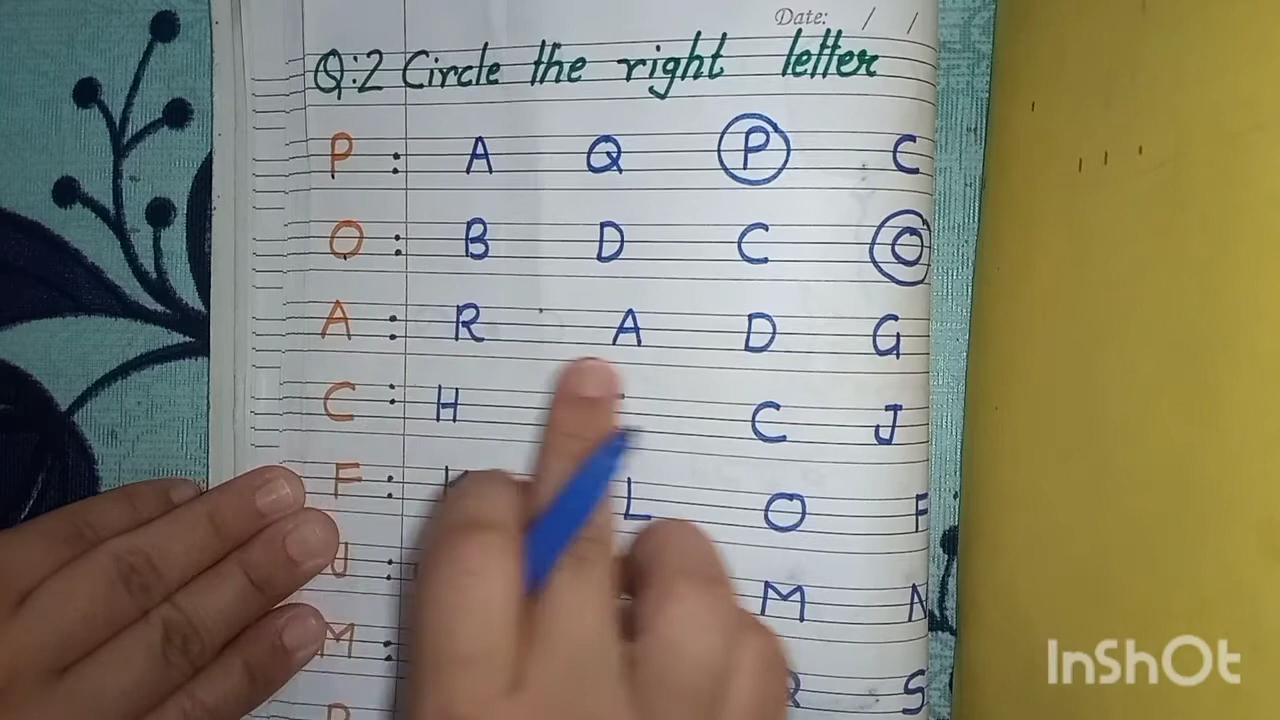 Date: / /
Q:2 Circle the right letter
P : A Q P C
O : B D C O
A : R A D G
C : H C J
F : L O F
J : M N
M : S
InShOt